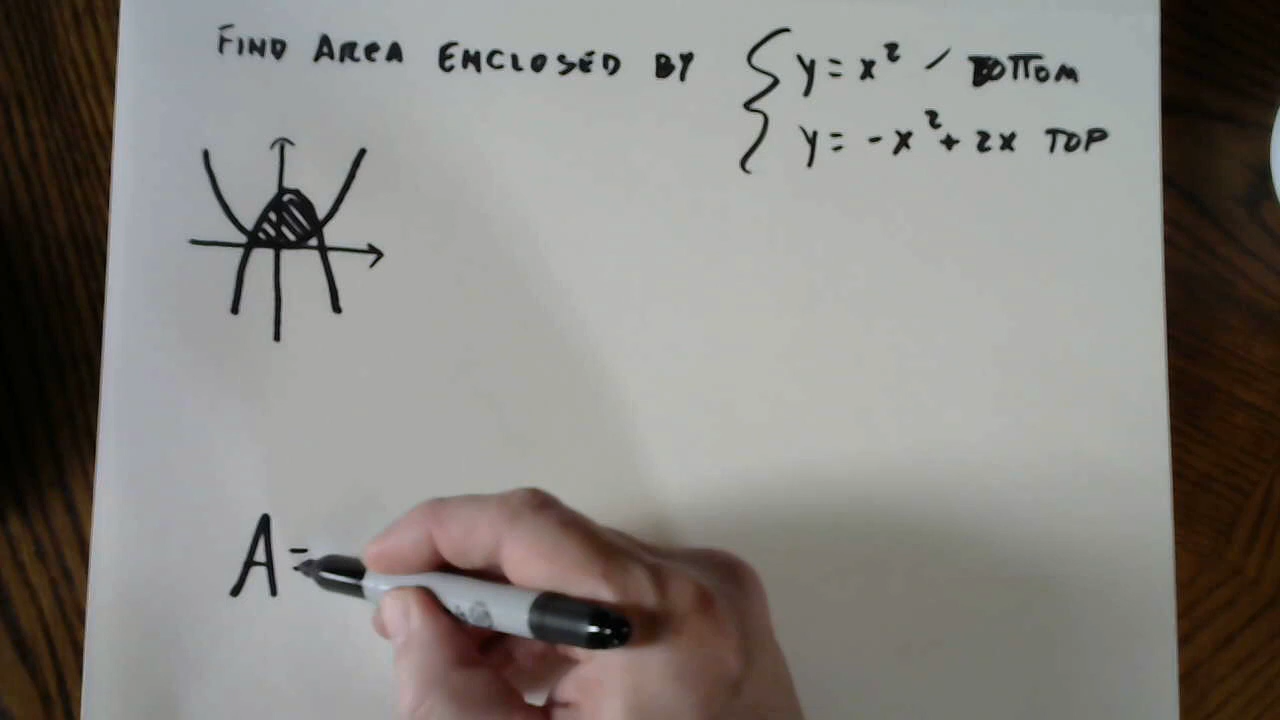 FIND AREA ENCLOSED BY
y = x² / BOTTOM
y = -x² + 2x TOP
A =